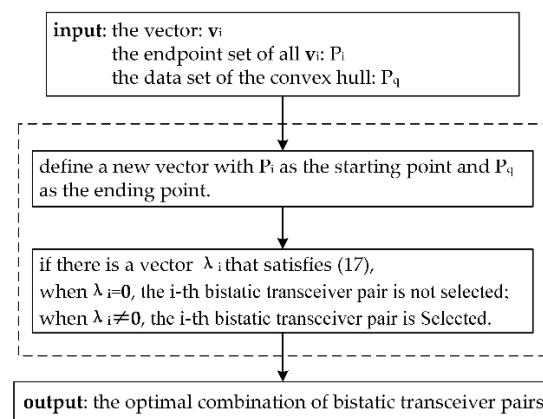 input: the vector: vᵢ
the endpoint set of all vᵢ: Pᵢ
the data set of the convex hull: P_q
define a new vector with Pᵢ as the starting point and P_q
as the ending point.
if there is a vector λᵢ that satisfies (17),
when λᵢ=0, the i-th bistatic transceiver pair is not selected;
when λᵢ≠0, the i-th bistatic transceiver pair is Selected.
output: the optimal combination of bistatic transceiver pairs